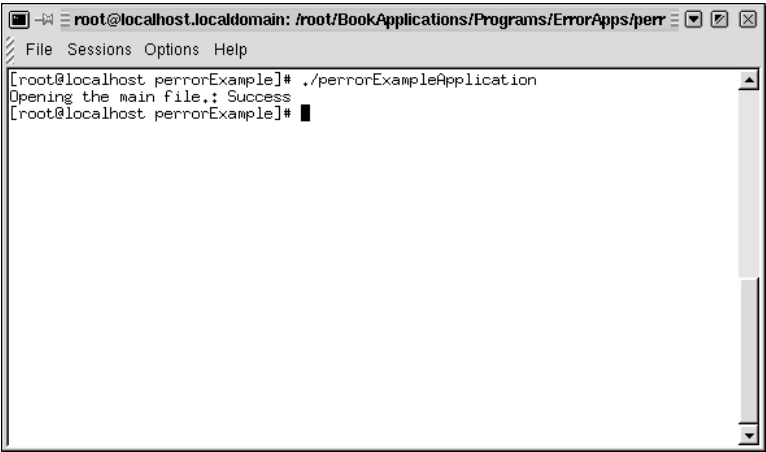 root@localhost.localdomain: /root/BookApplications/Programs/ErrorApps/perr
File Sessions Options Help
[root@localhost perrorExample]# ./perrorExampleApplication
Opening the main file.: Success
[root@localhost perrorExample]#